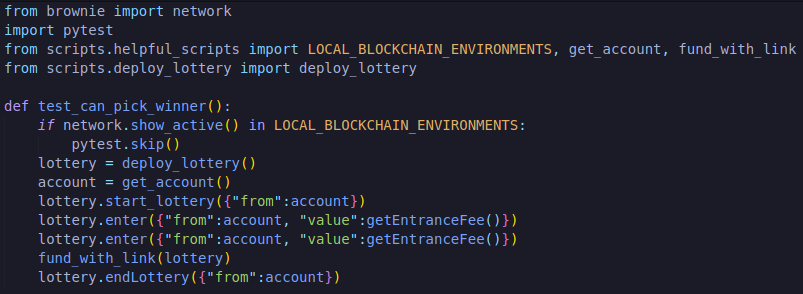 from brownie import network
import pytest
from scripts.helpful_scripts import LOCAL_BLOCKCHAIN_ENVIRONMENTS, get_account, fund_with_link
from scripts.deploy_lottery import deploy_lottery

def test_can_pick_winner():
    if network.show_active() in LOCAL_BLOCKCHAIN_ENVIRONMENTS:
        pytest.skip()
    lottery = deploy_lottery()
    account = get_account()
    lottery.start_lottery({"from":account})
    lottery.enter({"from":account, "value":getEntranceFee()})
    lottery.enter({"from":account, "value":getEntranceFee()})
    fund_with_link(lottery)
    lottery.endLottery({"from":account})